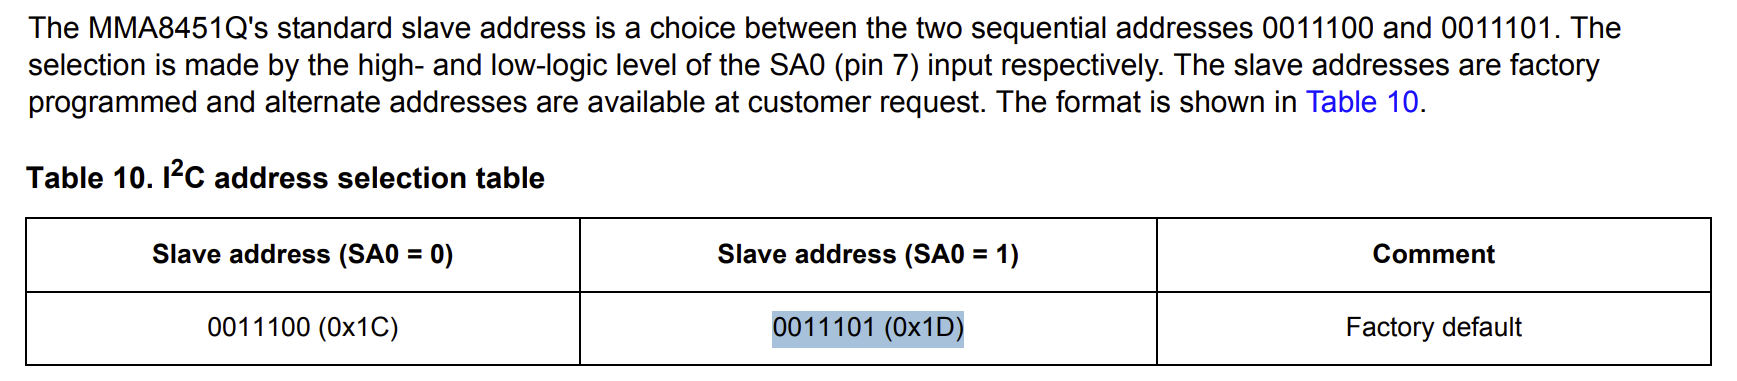 The MMA8451Q's standard slave address is a choice between the two sequential addresses 0011100 and 0011101. The
selection is made by the high- and low-logic level of the SA0 (pin 7) input respectively. The slave addresses are factory
programmed and alternate addresses are available at customer request. The format is shown in Table 10.
Table 10. I²C address selection table
Slave address (SA0 = 0) Slave address (SA0 = 1) Comment
0011100 (0x1C) 0011101 (0x1D) Factory default